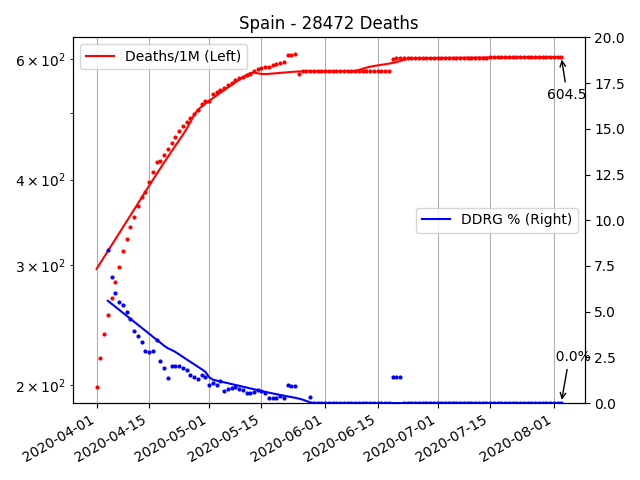 Spain - 28472 Deaths
Deaths/1M (Left)
DDRG % (Right)
6 × 10²
4 × 10²
3 × 10²
2 × 10²
20.0
17.5
15.0
12.5
10.0
7.5
5.0
2.5
0.0
604.5
0.0%
2020-04-01
2020-04-15
2020-05-01
2020-05-15
2020-06-01
2020-06-15
2020-07-01
2020-07-15
2020-08-01